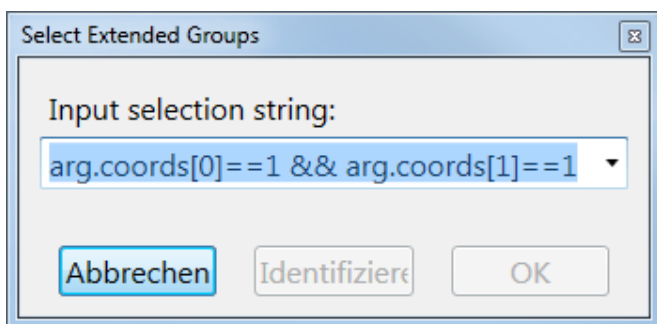 Select Extended Groups
Input selection string:
arg.coords[0]==1 && arg.coords[1]==1
Abbrechen Identifiziere OK